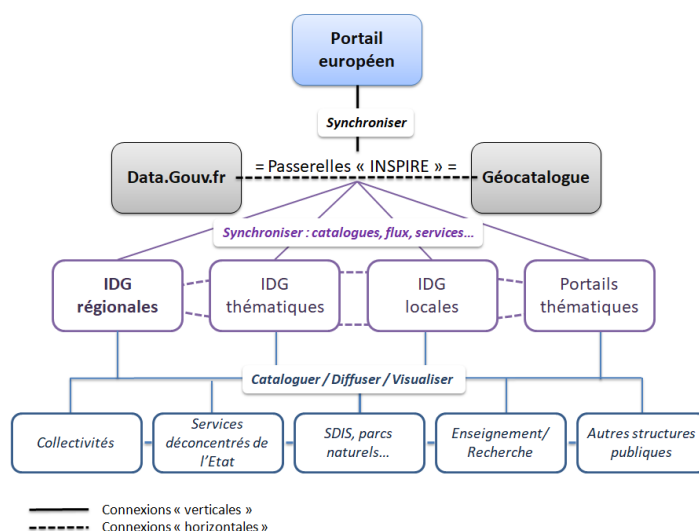 Portail
européen
Synchroniser
= Passerelles « INSPIRE » =
Data.Gouv.fr
Géocatalogue
Synchroniser : catalogues, flux, services...
IDG
régionales
IDG
thématiques
IDG
locales
Portails
thématiques
Cataloguer / Diffuser / Visualiser
Collectivités
Services
déconcentrés de
l'Etat
SDIS, parcs
naturels...
Enseignement/
Recherche
Autres structures
publiques
Connexions « verticales »
Connexions « horizontales »